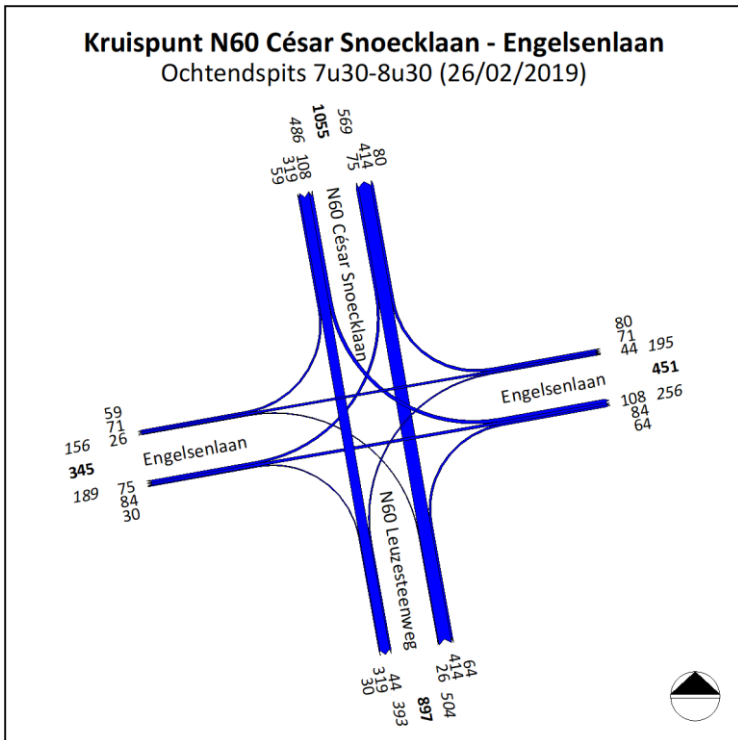 Kruispunt N60 César Snoecklaan - Engelsenlaan
Ochtendspits 7u30-8u30 (26/02/2019)
486 1055 569
59 319 108
75 414 80
N60 César Snoecklaan
80
71
44 195
451
Engelsenlaan
108 256
84
64
59
71
156 26
345
Engelsenlaan
189 75
84
30
N60 Leuzesteenweg
30 319 44
26 414 64
393 897 504